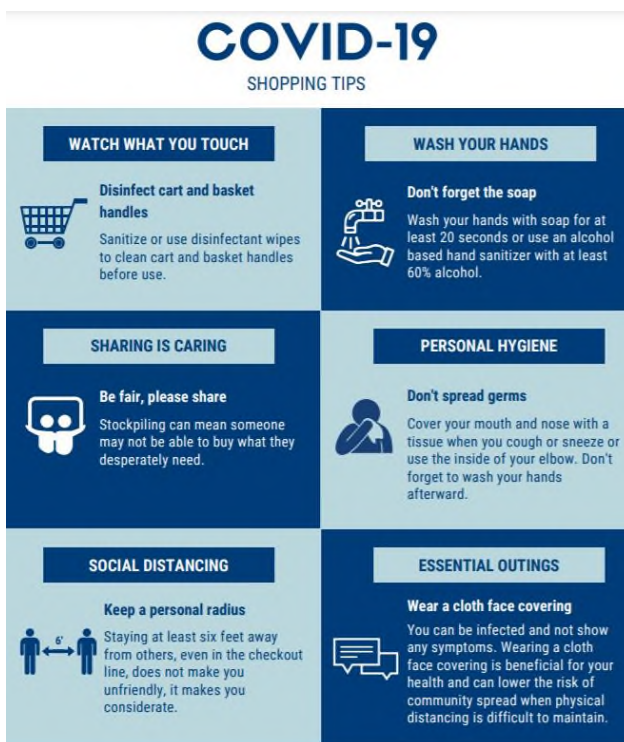 COVID-19
SHOPPING TIPS
WATCH WHAT YOU TOUCH
Disinfect cart and basket
handles
Sanitize or use disinfectant wipes
to clean cart and basket handles
before use.
WASH YOUR HANDS
Don't forget the soap
Wash your hands with soap for at
least 20 seconds or use an alcohol
based hand sanitizer with at least
60% alcohol.
SHARING IS CARING
Be fair, please share
Stockpiling can mean someone
may not be able to buy what they
desperately need.
PERSONAL HYGIENE
Don't spread germs
Cover your mouth and nose with a
tissue when you cough or sneeze or
use the inside of your elbow. Don't
forget to wash your hands
afterward.
SOCIAL DISTANCING
Keep a personal radius
6'
Staying at least six feet away
from others, even in the checkout
line, does not make you
unfriendly, it makes you
considerate.
ESSENTIAL OUTINGS
Wear a cloth face covering
You can be infected and not show
any symptoms. Wearing a cloth
face covering is beneficial for your
health and can lower the risk of
community spread when physical
distancing is difficult to maintain.